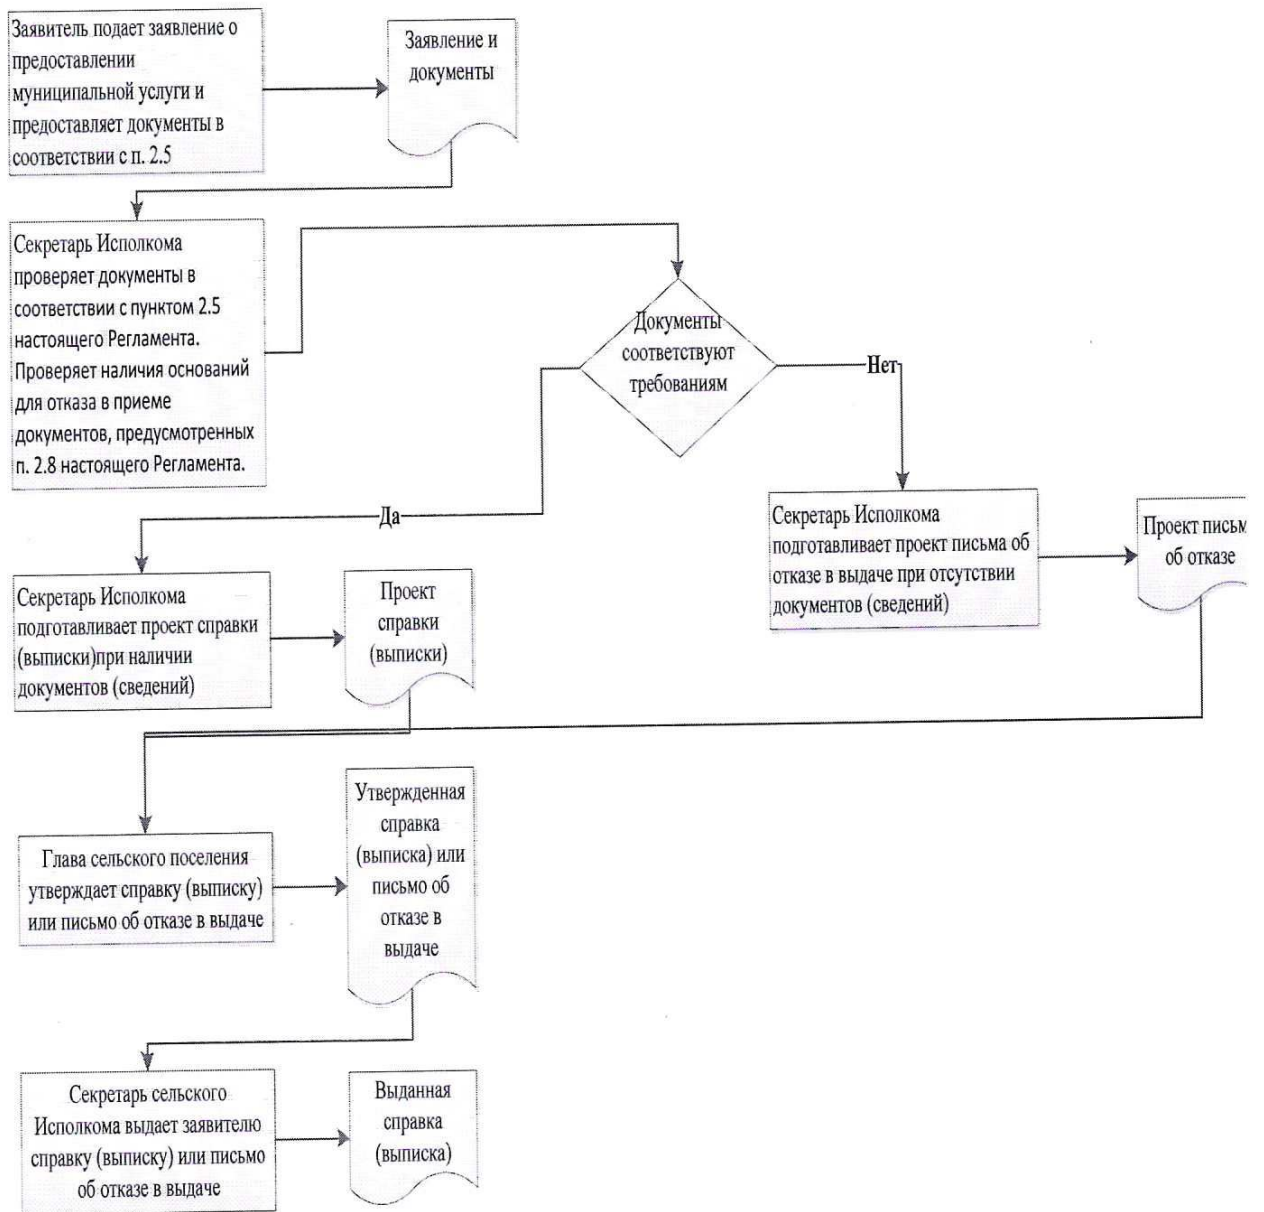 Заявитель подает заявление о
предоставлении
муниципальной услуги и
предоставляет документы в
соответствии с п. 2.5
Заявление и
документы
Секретарь Исполкома
проверяет документы в
соответствии с пунктом 2.5
настоящего Регламента.
Проверяет наличия оснований
для отказа в приеме
документов, предусмотренных
п. 2.8 настоящего Регламента.
Документы
соответствуют
требованиям
Нет
Да
Секретарь Исполкома
подготавливает проект письма об
отказе в выдаче при отсутствии
документов (сведений)
Проект письм
об отказе
Секретарь Исполкома
подготавливает проект справки
(выписки)при наличии
документов (сведений)
Проект
справки
(выписки)
Глава сельского поселения
утверждает справку (выписку)
или письмо об отказе в выдаче
Утвержденная
справка
(выписка) или
письмо об
отказе в
выдаче
Секретарь сельского
Исполкома выдает заявителю
справку (выписку) или письмо
об отказе в выдаче
Выданная
справка
(выписка)